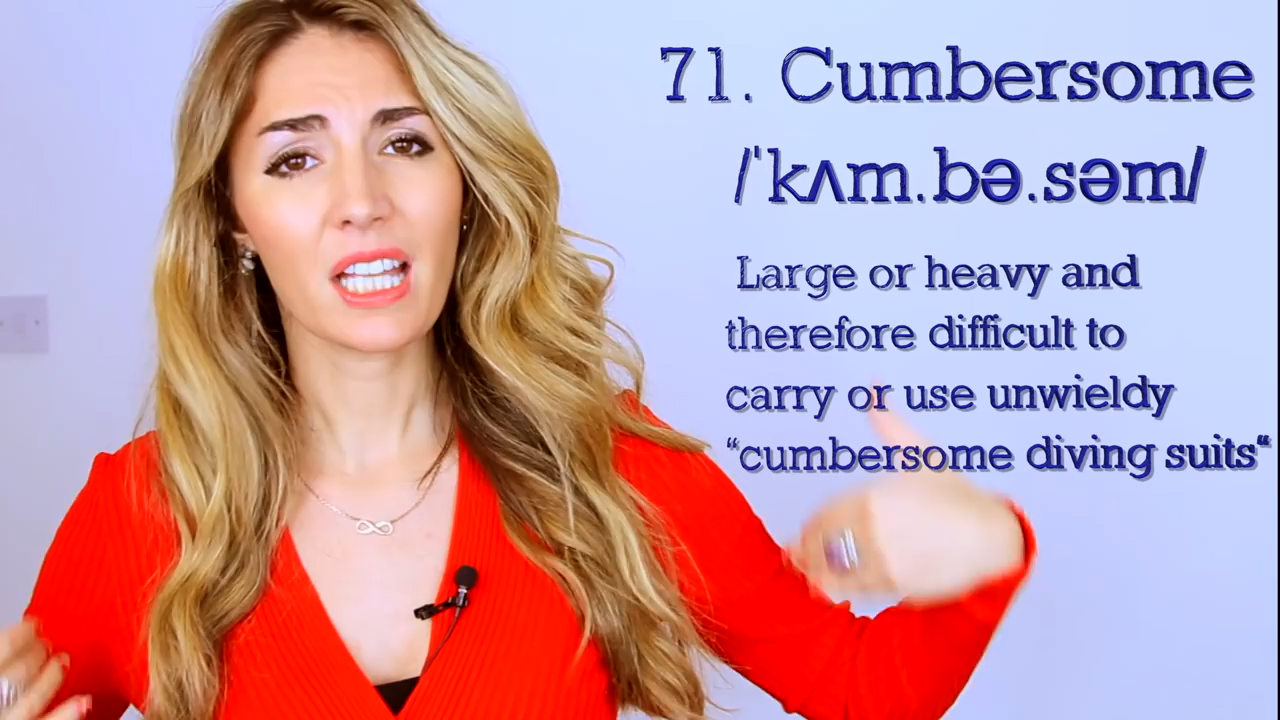 71. Cumbersome
/ˈkʌm.bə.səm/
Large or heavy and
therefore difficult to
carry or use unwieldy
“cumbersome diving suits“